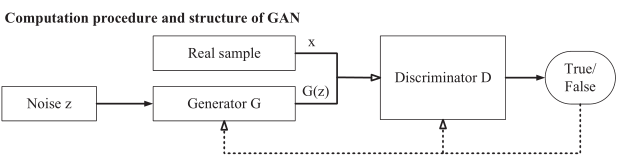 Computation procedure and structure of GAN
Real sample
x
Noise z
Generator G
G(z)
Discriminator D
True/
False